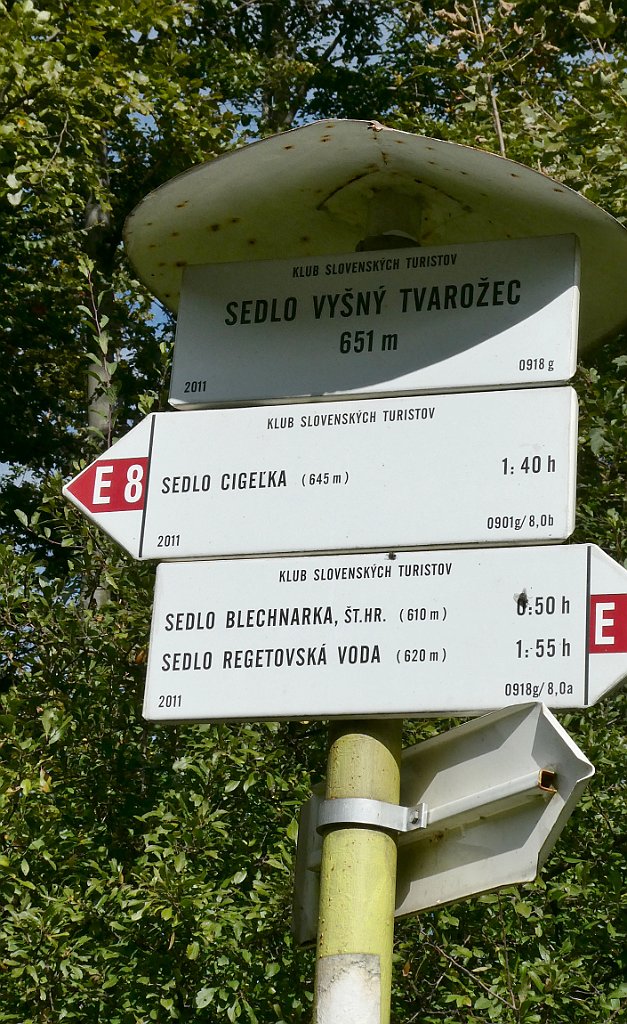 KLUB SLOVENSKÝCH TURISTOV
SEDLO VYŠNÝ TVAROŽEC
651 m
2011 0918 g
KLUB SLOVENSKÝCH TURISTOV
E 8 SEDLO CIGEĽKA (645 m) 1:40 h
2011 0901g/8,0b
KLUB SLOVENSKÝCH TURISTOV
SEDLO BLECHNARKA, ŠT.HR. (610 m) 0:50 h
SEDLO REGETOVSKÁ VODA (620 m) 1:55 h
E
2011 0918g/8,0a